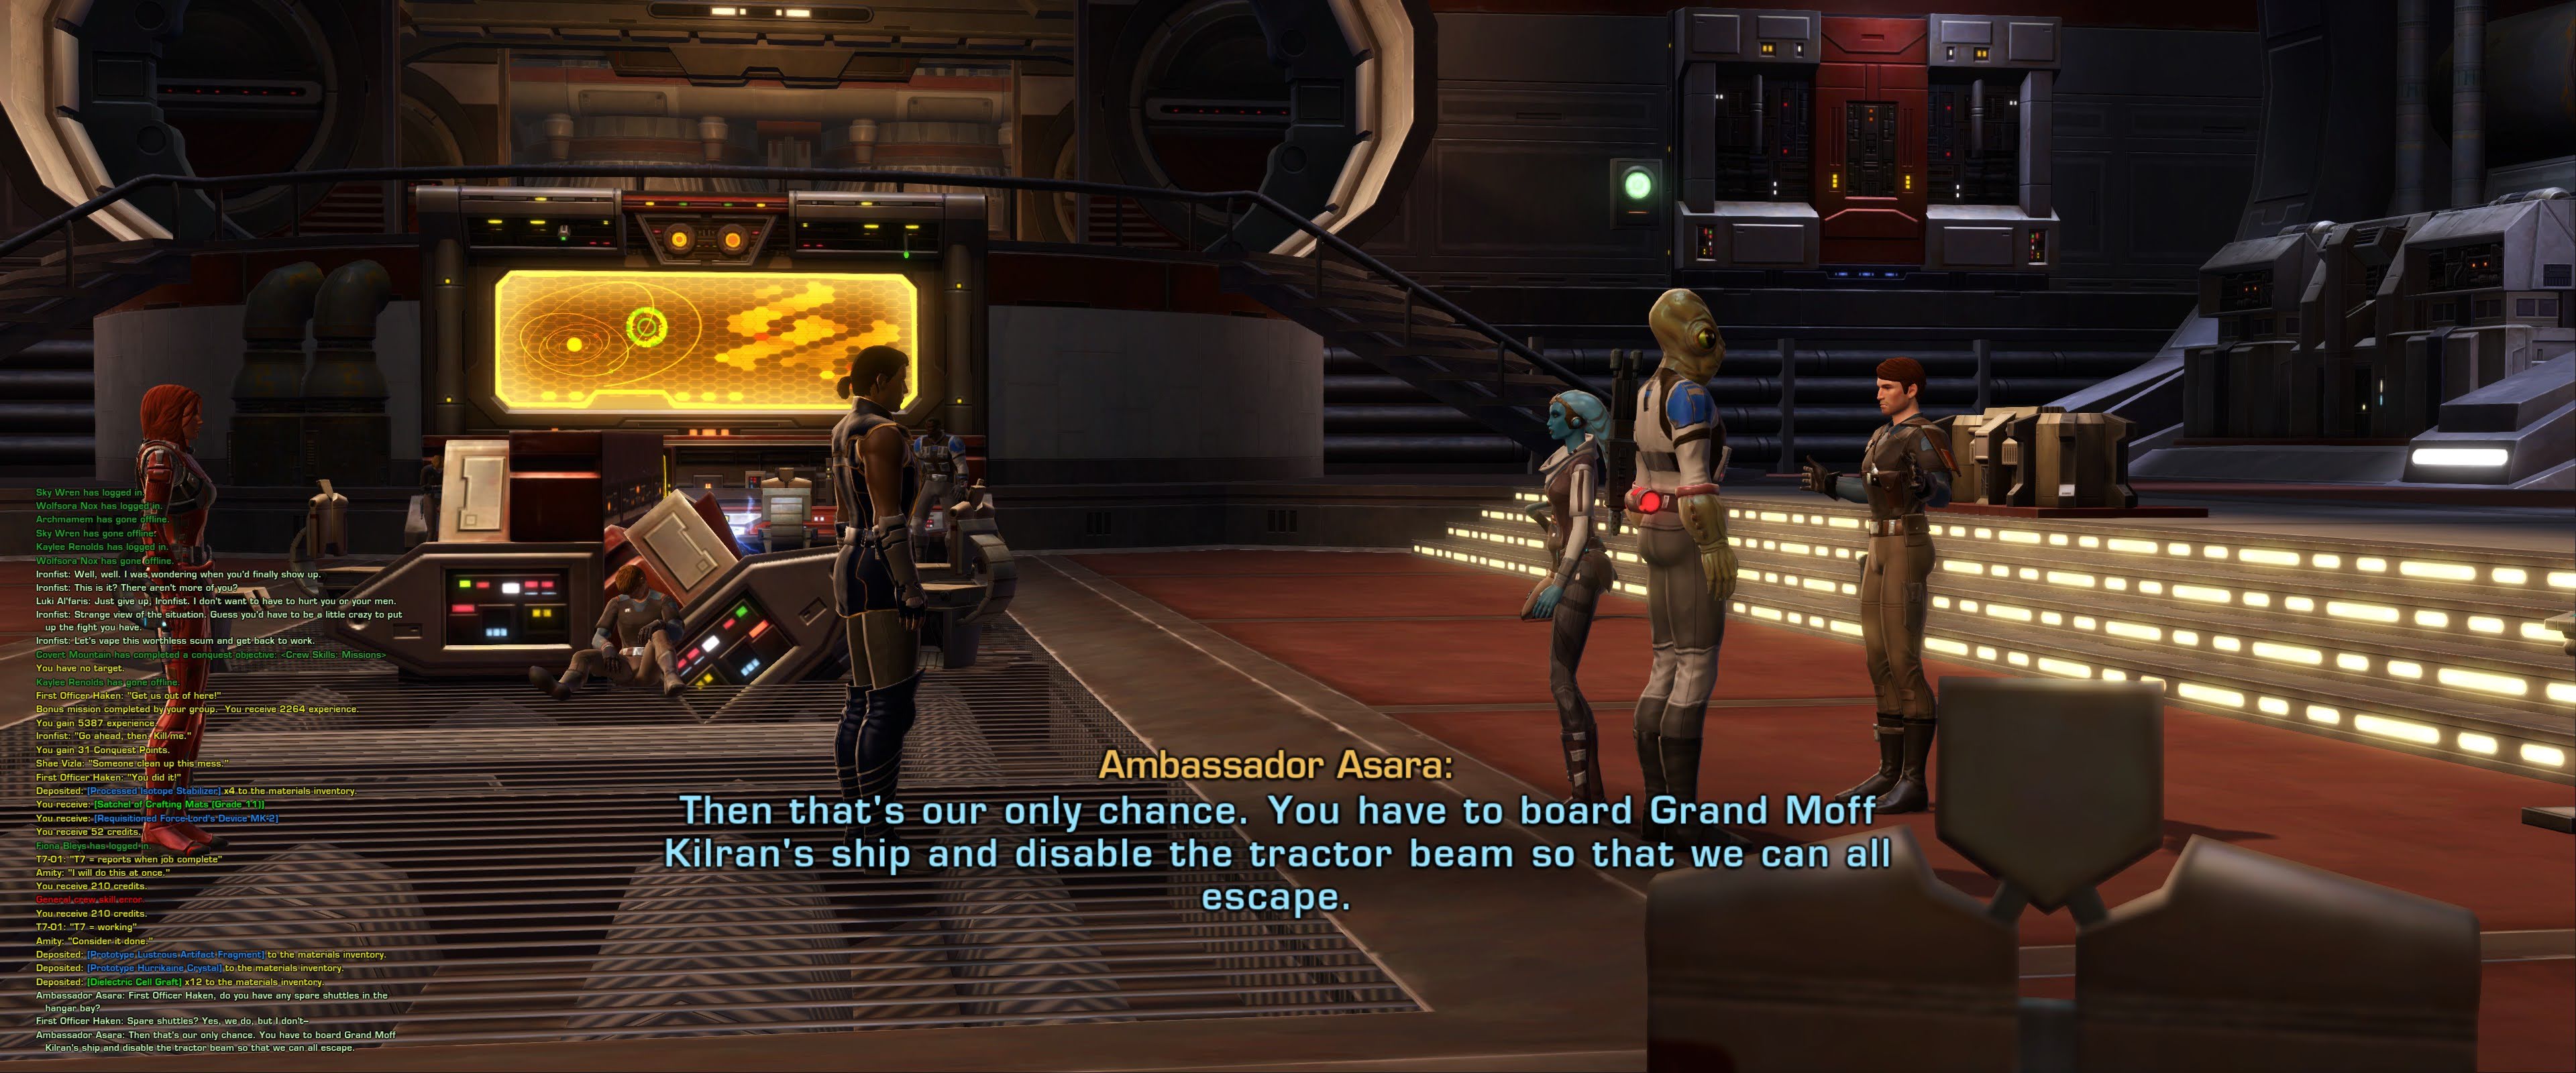 Sky Wren has logged in.
Wolfsora Nox has logged in.
Archmamem has gone offline.
Sky Wren has gone offline.
Kaylee Renolds has logged in.
Wolfsora Nox has gone offline.
Ironfist: Well, well. I was wondering when you'd finally show up.
Ironfist: This is it? There aren't more of you?
Luki Al'faris: Just give up, Ironfist. I don't want to have to hurt you or your men.
Ironfist: Strange view of the situation. Guess you'd have to be a little crazy to put
up the fight you have.
Ironfist: Let's vape this worthless scum and get back to work.
Covert Mountain has completed a conquest objective: <Crew Skills: Missions>
You have no target.
Kaylee Renolds has gone offline.
First Officer Haken: "Get us out of here!"
Bonus mission completed by your group. You receive 2264 experience.
You gain 5387 experience.
Ironfist: "Go ahead, then. Kill me."
You gain 31 Conquest Points.
Shae Vizla: "Someone clean up this mess."
First Officer Haken: "You did it!"
Deposited: [Processed Isotope Stabilizer] x4 to the materials inventory.
You receive: [Satchel of Crafting Mats (Grade 11)]
You receive: [Requisitioned Force-Lord's Device MK-2]
You receive 52 credits.
Fiona Bleys has logged in.
T7-01: "T7 = reports when job complete"
Amity: "I will do this at once."
You receive 210 credits.
General crew skill error.
You receive 210 credits.
T7-01: "T7 = working"
Amity: "Consider it done."
Deposited: [Prototype Lustrous Artifact Fragment] to the materials inventory.
Deposited: [Prototype Hurrikaine Crystal] to the materials inventory.
Deposited: [Dielectric Cell Graft] x12 to the materials inventory.
Ambassador Asara: First Officer Haken, do you have any spare shuttles in the
hangar bay?
First Officer Haken: Spare shuttles? Yes, we do, but I don't–
Ambassador Asara: Then that's our only chance. You have to board Grand Moff
Kilran's ship and disable the tractor beam so that we can all escape.
Ambassador Asara:
Then that's our only chance. You have to board Grand Moff
Kilran's ship and disable the tractor beam so that we can all
escape.